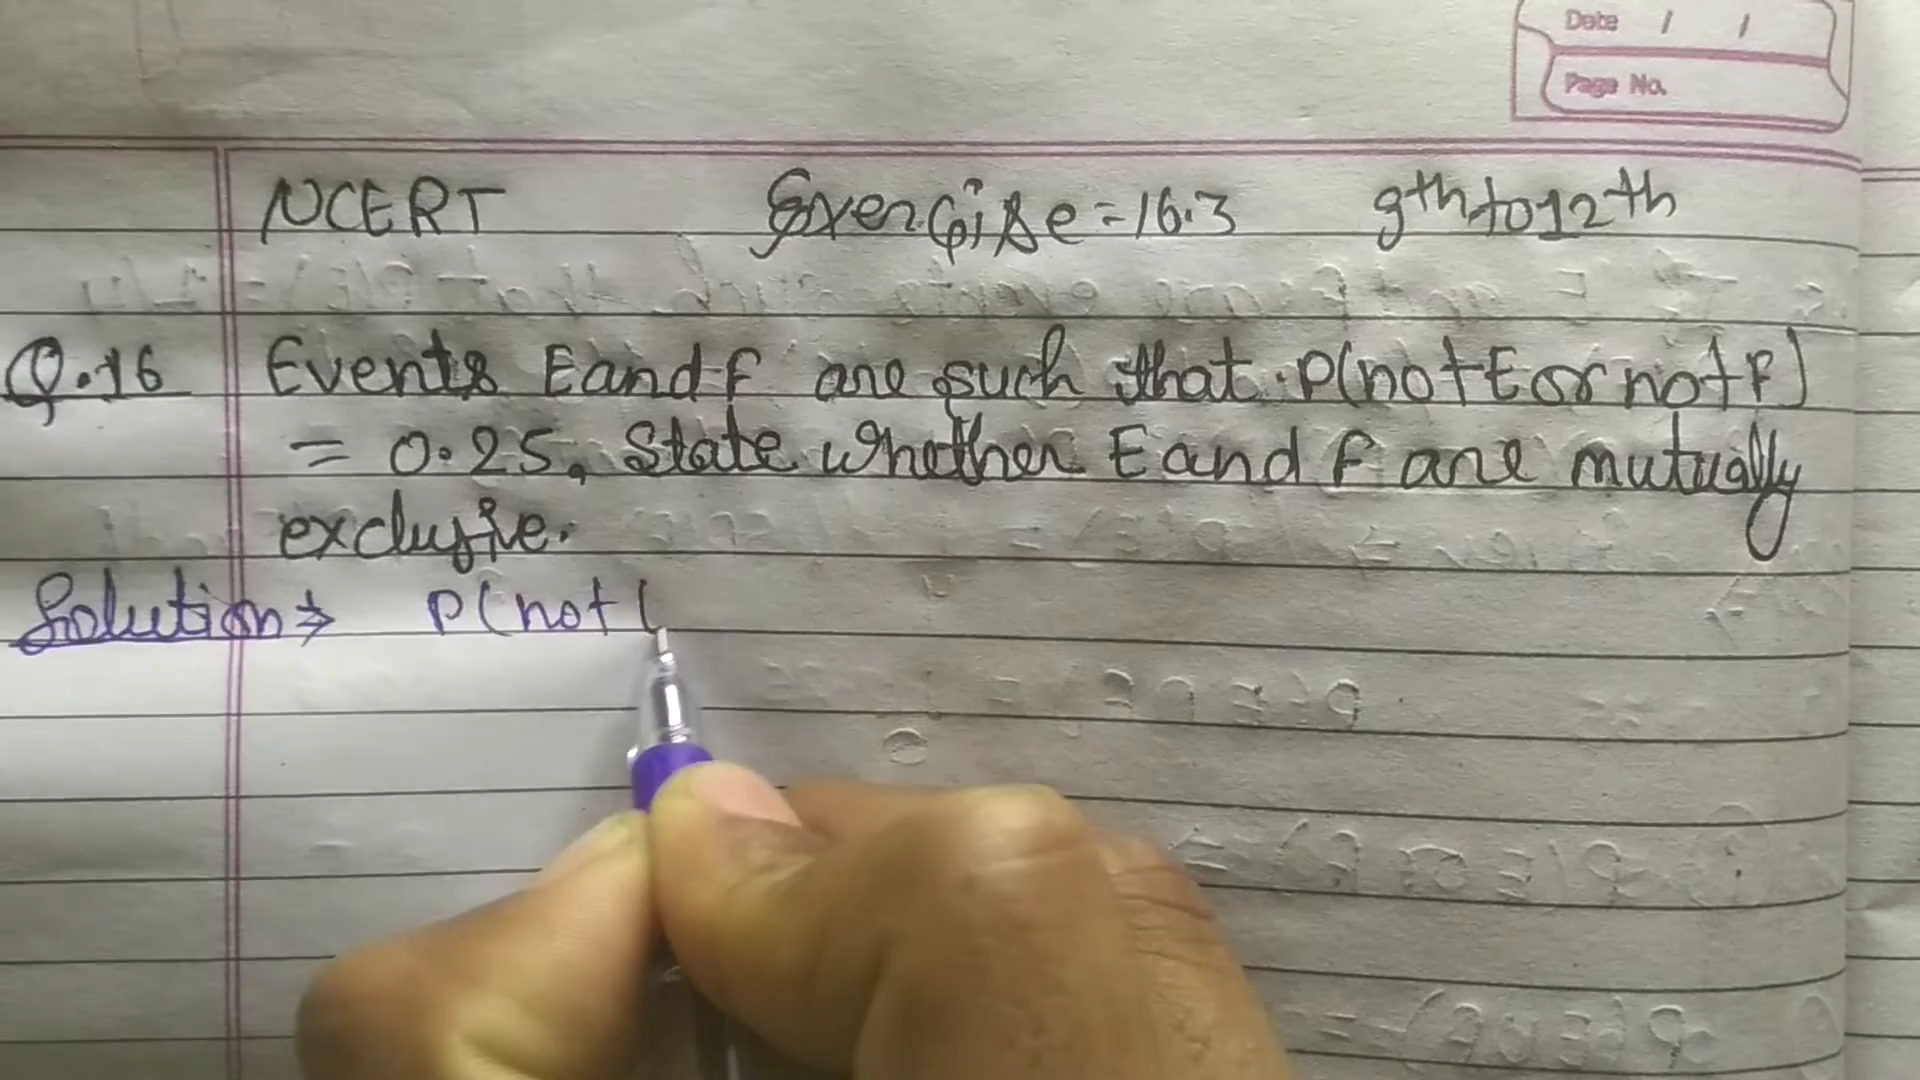 Date / /
Page No.
NCERT Exercise = 16.3 9th to 12th
Q.16 Events E and F are such that P(not E or not F)
= 0.25, State whether E and F are mutually
exclusive.
Solution ⇒ P(not (